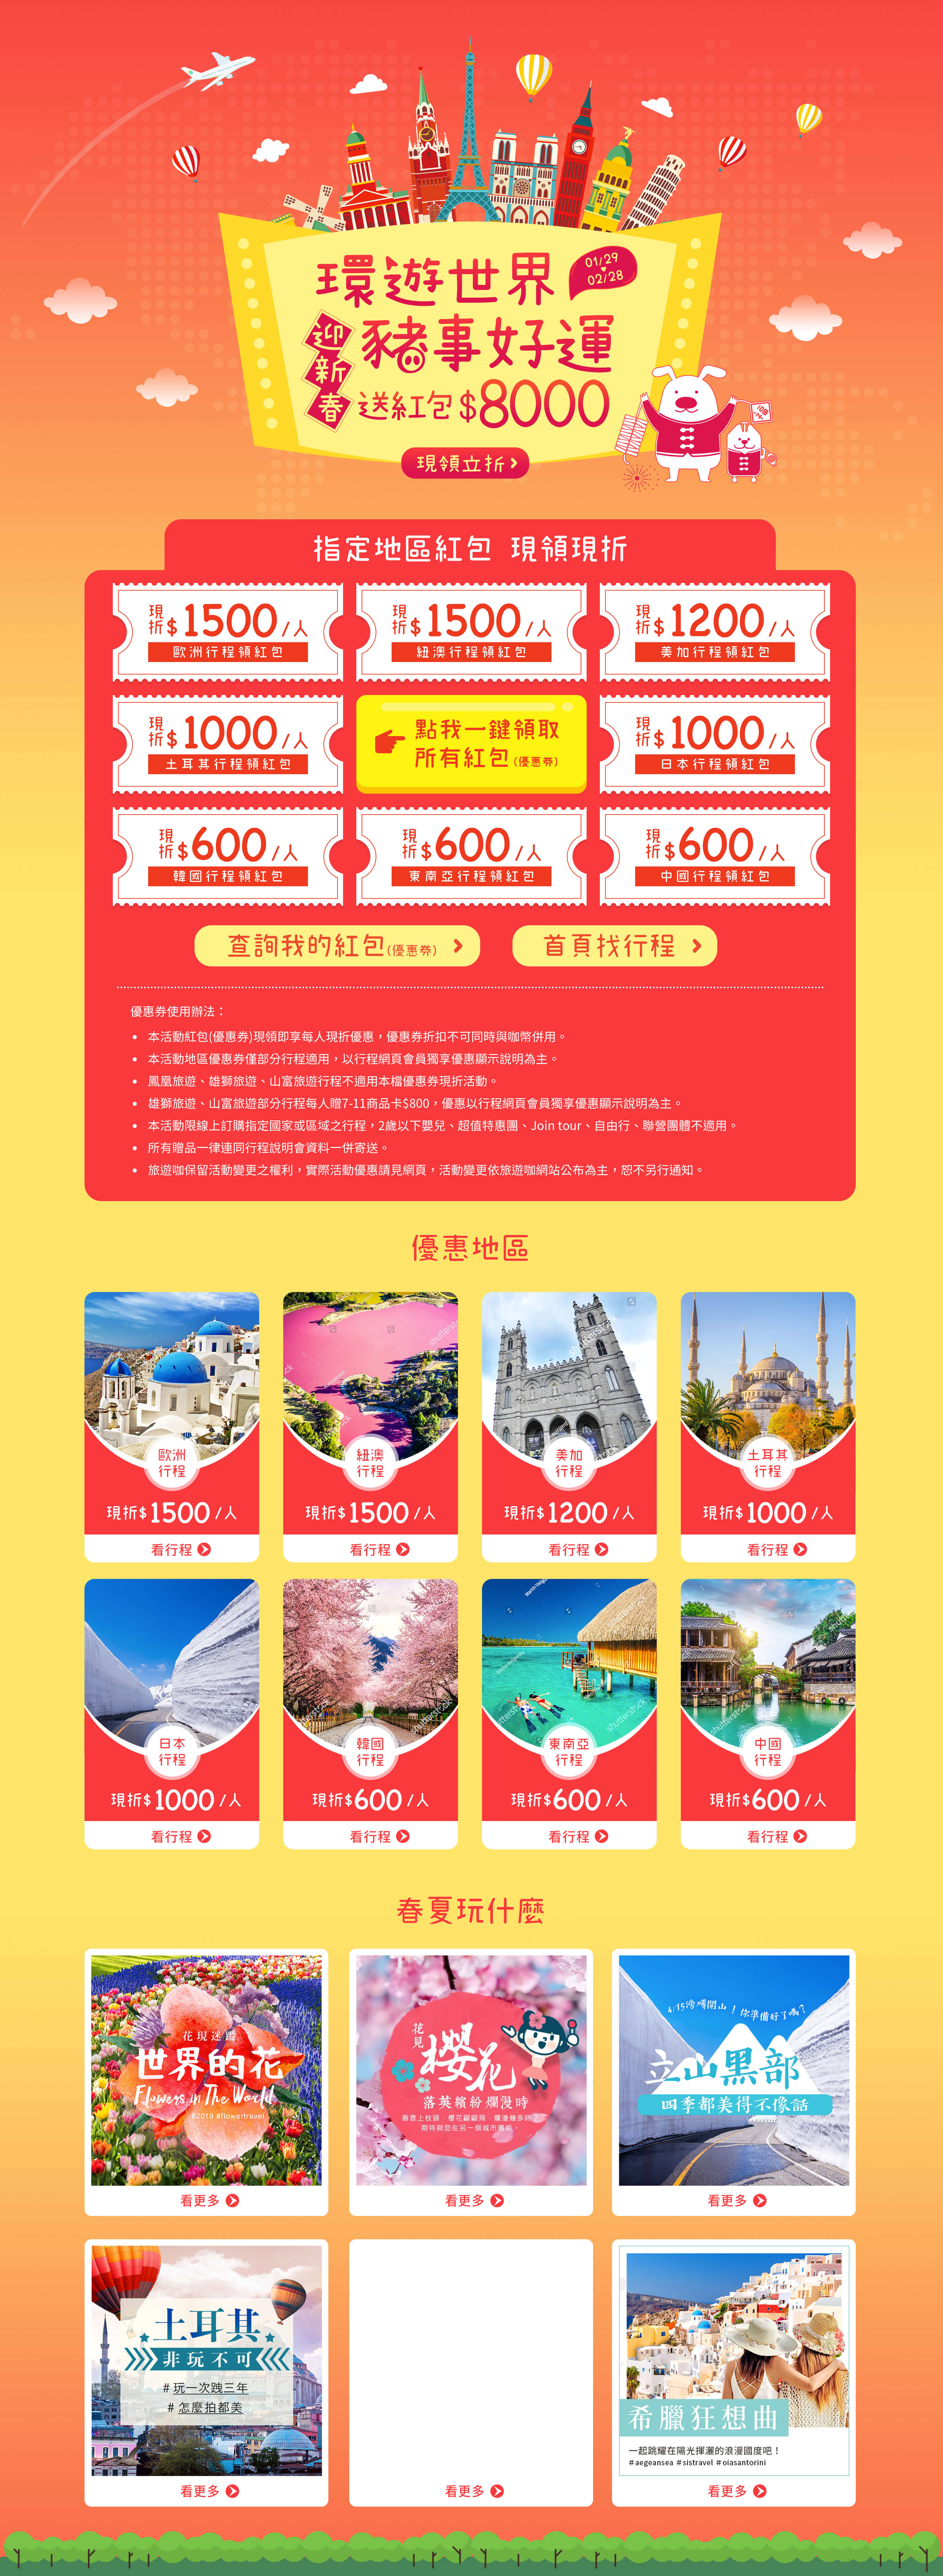 環遊世界
01/29
02/28
迎新春
豬事好運
送紅包$8000
現領立折
指定地區紅包 現領現折
現折$1500/人
歐洲行程領紅包
現折$1500/人
紐澳行程領紅包
現折$1200/人
美加行程領紅包
現折$1000/人
土耳其行程領紅包
點我一鍵領取
所有紅包(優惠券)
現折$1000/人
日本行程領紅包
現折$600/人
韓國行程領紅包
現折$600/人
東南亞行程領紅包
現折$600/人
中國行程領紅包
查詢我的紅包(優惠券)
首頁找行程
優惠券使用辦法：
• 本活動紅包(優惠券)現領即享每人現折優惠，優惠券折扣不可同時與咖幣併用。
• 本活動地區優惠券僅部分行程適用，以行程網頁會員獨享優惠顯示說明為主。
• 鳳凰旅遊、雄獅旅遊、山富旅遊行程不適用本檔優惠券現折活動。
• 雄獅旅遊、山富旅遊部分行程每人贈7-11商品卡$800，優惠以行程網頁會員獨享優惠顯示說明為主。
• 本活動限線上訂購指定國家或區域之行程，2歲以下嬰兒、超值特惠團、Join tour、自由行、聯營團體不適用。
• 所有贈品一律連同行程說明會資料一併寄送。
• 旅遊咖保留活動變更之權利，實際活動優惠請見網頁，活動變更依旅遊咖網站公布為主，恕不另行通知。
優惠地區
歐洲
行程
現折$1500/人
看行程
shutterstock
紐澳
行程
現折$1500/人
看行程
美加
行程
現折$1200/人
看行程
土耳其
行程
現折$1000/人
看行程
日本
行程
現折$1000/人
看行程
shutterstock
韓國
行程
現折$600/人
看行程
shutterstock
東南亞
行程
現折$600/人
看行程
shutterstock
中國
行程
現折$600/人
看行程
春夏玩什麼
花現迷蹤
世界的花
Flowers in The World
#2019 #flowertravel
看更多
花見
櫻花
落英繽紛爛漫時
看更多
4/15滂礡開山！你準備好了嗎？
立山黑部
四季都美得不像話
看更多
土耳其
非玩不可
# 玩一次跩三年
# 怎麼拍都美
看更多
看更多
希臘狂想曲
一起跳耀在陽光揮灑的浪漫國度吧！
#aegeansea #sistravel #oiasantorini
看更多